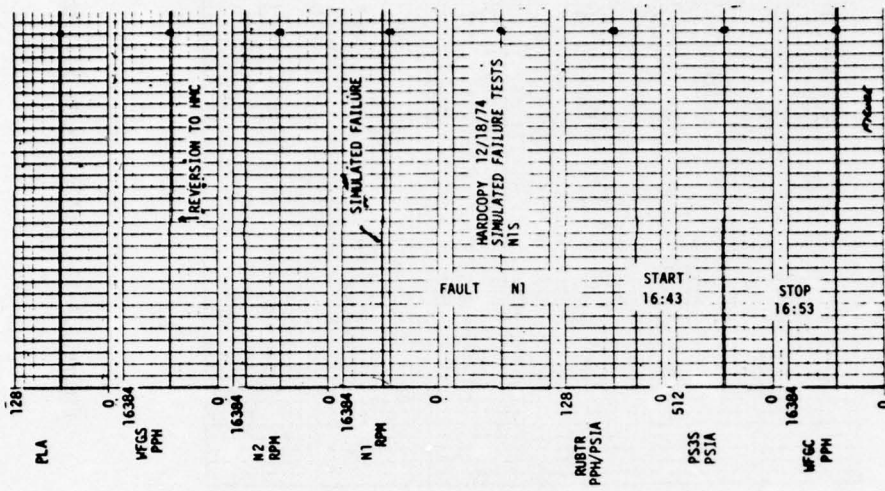 128
PLA
0
16384
WFGS
PPH
REVERSION TO HMC
0
16384
N2
RPM
0
16384
N1
RPM
SIMULATED FAILURE
0
FAULT N1
HARDCOPY 12/18/74
SIMULATED FAILURE TESTS
N1S
0
128
RUBTR
PPH/PSIA
0
512
PS3S
PSIA
START
16:43
0
16384
WFGC
PPH
STOP
16:53
0